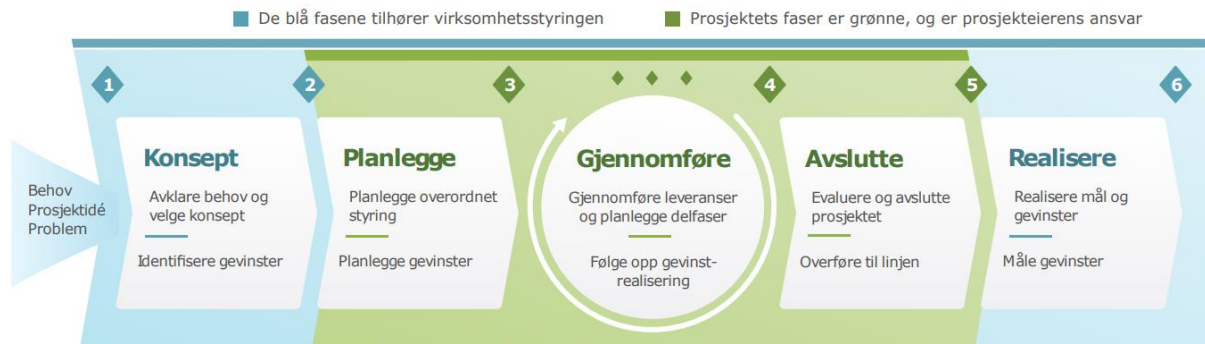 De blå fasene tilhører virksomhetsstyringen
Prosjektets faser er grønne, og er prosjekteierens ansvar
1
2
3
4
5
6
Behov
Prosjektidé
Problem
Konsept
Avklare behov og
velge konsept
Identifisere gevinster
Planlegge
Planlegge overordnet
styring
Planlegge gevinster
Gjennomføre
Gjennomføre leveranser
og planlegge delfaser
Følge opp gevinst-
realisering
Avslutte
Evaluere og avslutte
prosjektet
Overføre til linjen
Realisere
Realisere mål og
gevinster
Måle gevinster